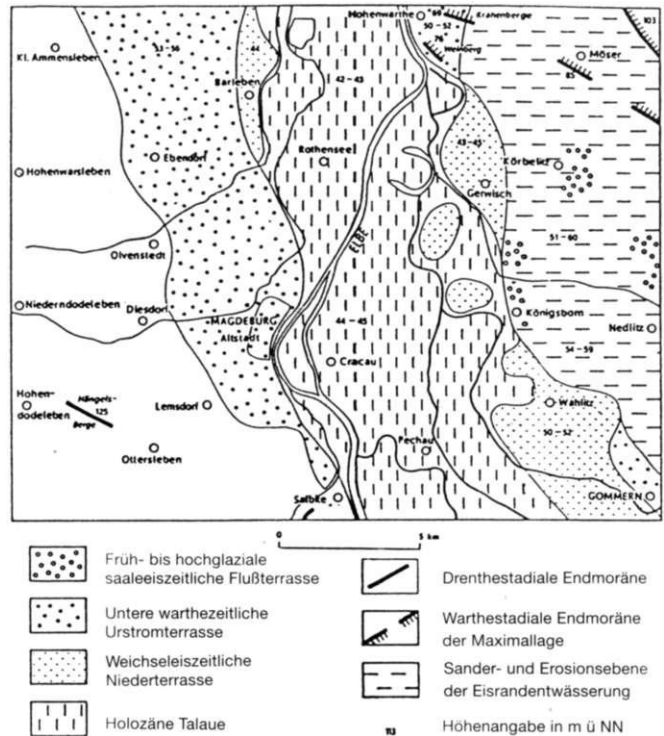 Hohenwarthe
69
Krahenberge
50 - 52
76
Weinberg
103
Kl. Ammensleben
53 - 56
44
Möser
85
Barleben
42 - 43
Rothensee
43 - 45
Körbelitz
Ebendorf
Hohenwarsleben
Gerwisch
ELBE
51 - 60
Olvenstedt
Niederndodeleben
Diesdorf
MAGDEBURG
Altstadt
44 - 45
Königsborn
Nedlitz
54 - 59
Cracau
Hohen-
dodeleben
Hängels-
125
Berge
Lemsdorf
Wahlitz
50 - 52
Ottersleben
Pechau
Salbke
GOMMERN
0 5 km
Früh- bis hochglaziale
saaleeiszeitliche Flußterrasse
Untere warthezeitliche
Urstromterrasse
Weichseleiszeitliche
Niederterrasse
Holozäne Talaue
Drenthestadiale Endmoräne
Warthestadiale Endmoräne
der Maximallage
Sander- und Erosionsebene
der Eisrandentwässerung
113 Höhenangabe in m ü NN